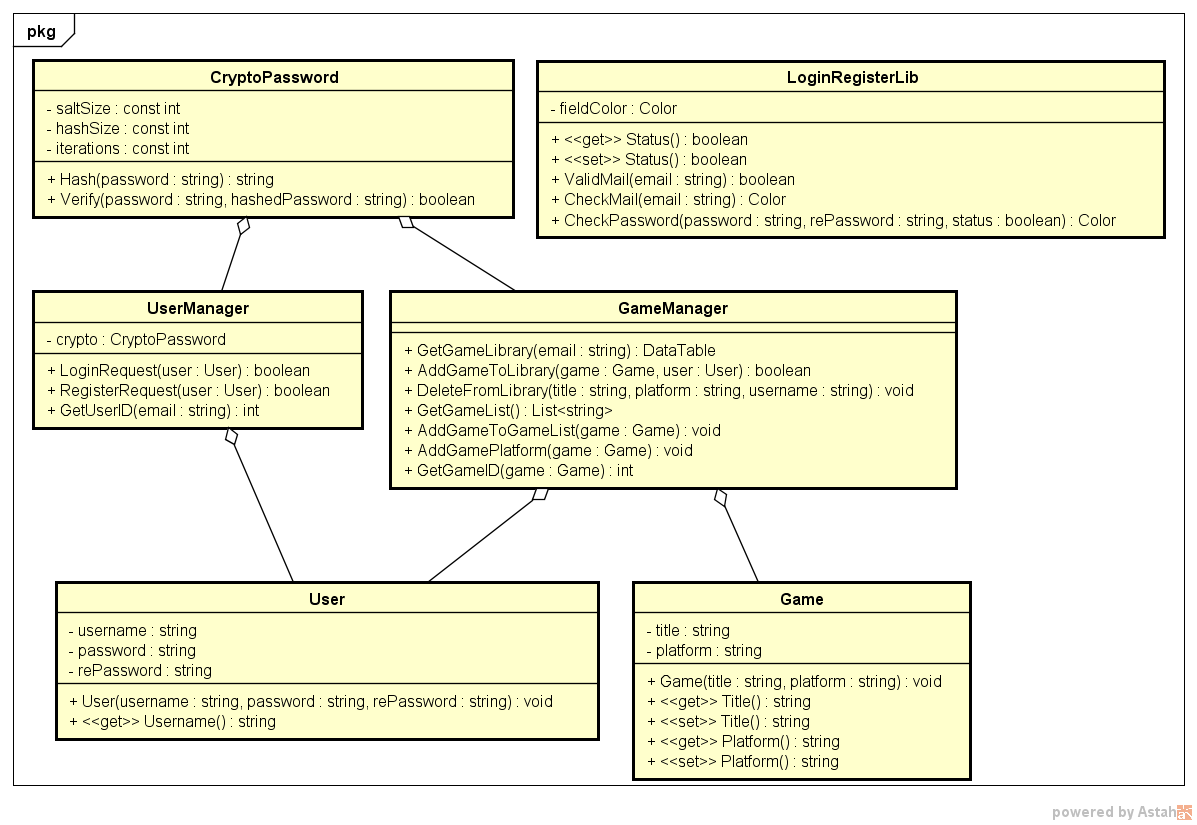 pkg
CryptoPassword
- saltSize : const int
- hashSize : const int
- iterations : const int
+ Hash(password : string) : string
+ Verify(password : string, hashedPassword : string) : boolean
LoginRegisterLib
- fieldColor : Color
+ <<get>> Status() : boolean
+ <<set>> Status() : boolean
+ ValidMail(email : string) : boolean
+ CheckMail(email : string) : Color
+ CheckPassword(password : string, rePassword : string, status : boolean) : Color
UserManager
- crypto : CryptoPassword
+ LoginRequest(user : User) : boolean
+ RegisterRequest(user : User) : boolean
+ GetUserID(email : string) : int
GameManager
+ GetGameLibrary(email : string) : DataTable
+ AddGameToLibrary(game : Game, user : User) : boolean
+ DeleteFromLibrary(title : string, platform : string, username : string) : void
+ GetGameList() : List<string>
+ AddGameToGameList(game : Game) : void
+ AddGamePlatform(game : Game) : void
+ GetGameID(game : Game) : int
User
- username : string
- password : string
- rePassword : string
+ User(username : string, password : string, rePassword : string) : void
+ <<get>> Username() : string
Game
- title : string
- platform : string
+ Game(title : string, platform : string) : void
+ <<get>> Title() : string
+ <<set>> Title() : string
+ <<get>> Platform() : string
+ <<set>> Platform() : string
powered by Astah